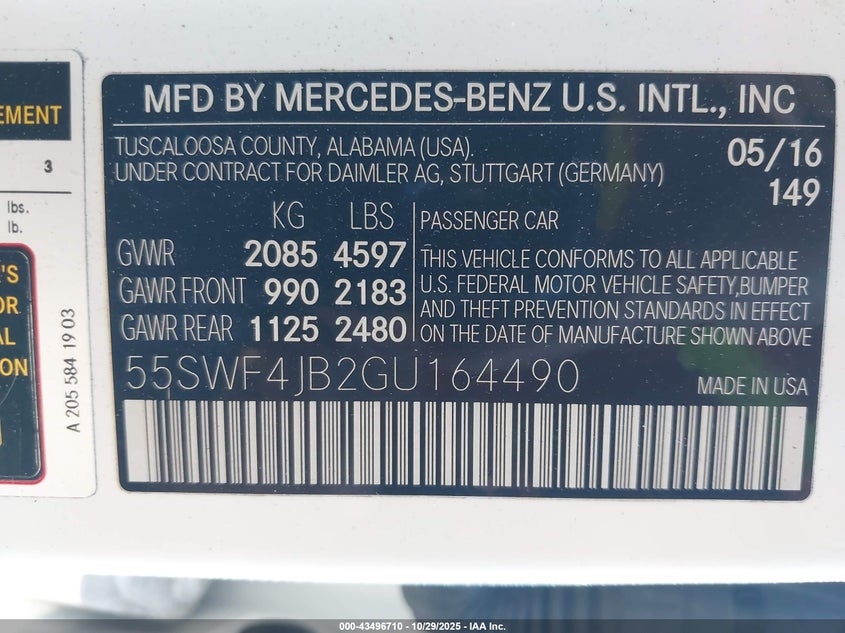 EMENT
3
lbs.
lb.
'S
OR
AL
ION
A 205 584 19 03
MFD BY MERCEDES-BENZ U.S. INTL., INC
TUSCALOOSA COUNTY, ALABAMA (USA).
UNDER CONTRACT FOR DAIMLER AG, STUTTGART (GERMANY)
05/16
149
KG LBS
GVWR 2085 4597
GAWR FRONT 990 2183
GAWR REAR 1125 2480
PASSENGER CAR
THIS VEHICLE CONFORMS TO ALL APPLICABLE
U.S. FEDERAL MOTOR VEHICLE SAFETY,BUMPER
AND THEFT PREVENTION STANDARDS IN EFFECT
ON THE DATE OF MANUFACTURE SHOWN ABOVE
55SWF4JB2GU164490
MADE IN USA
000-43496710 - 10/29/2025 - IAA Inc.